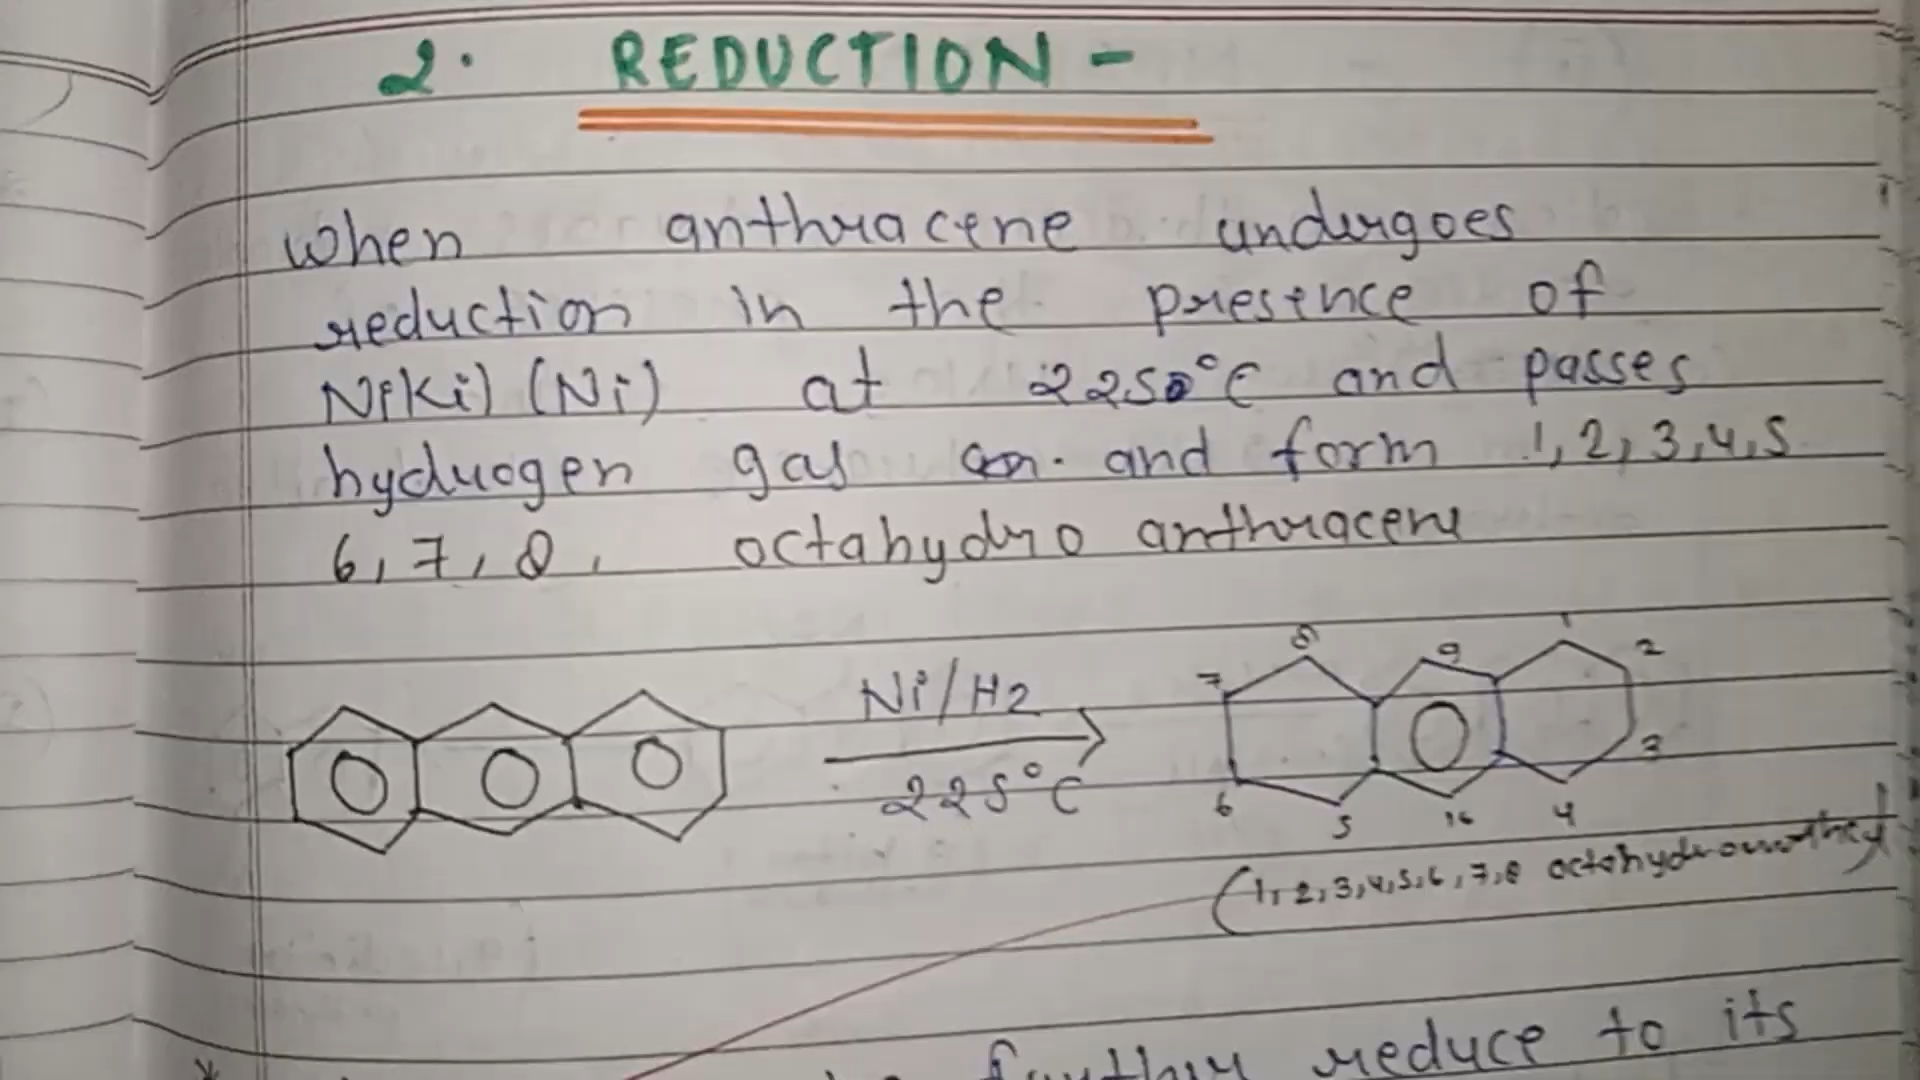 2. REDUCTION -
When anthracene undergoes
reduction in the presence of
Nikil (Ni) at 225°C and passes
hydrogen gas and form 1,2,3,4,5
6,7,8, octahydro anthracene
Ni/H2
225°C
7
8
9
1
2
3
4
10
5
6
(1,2,3,4,5,6,7,8
further reduce to its